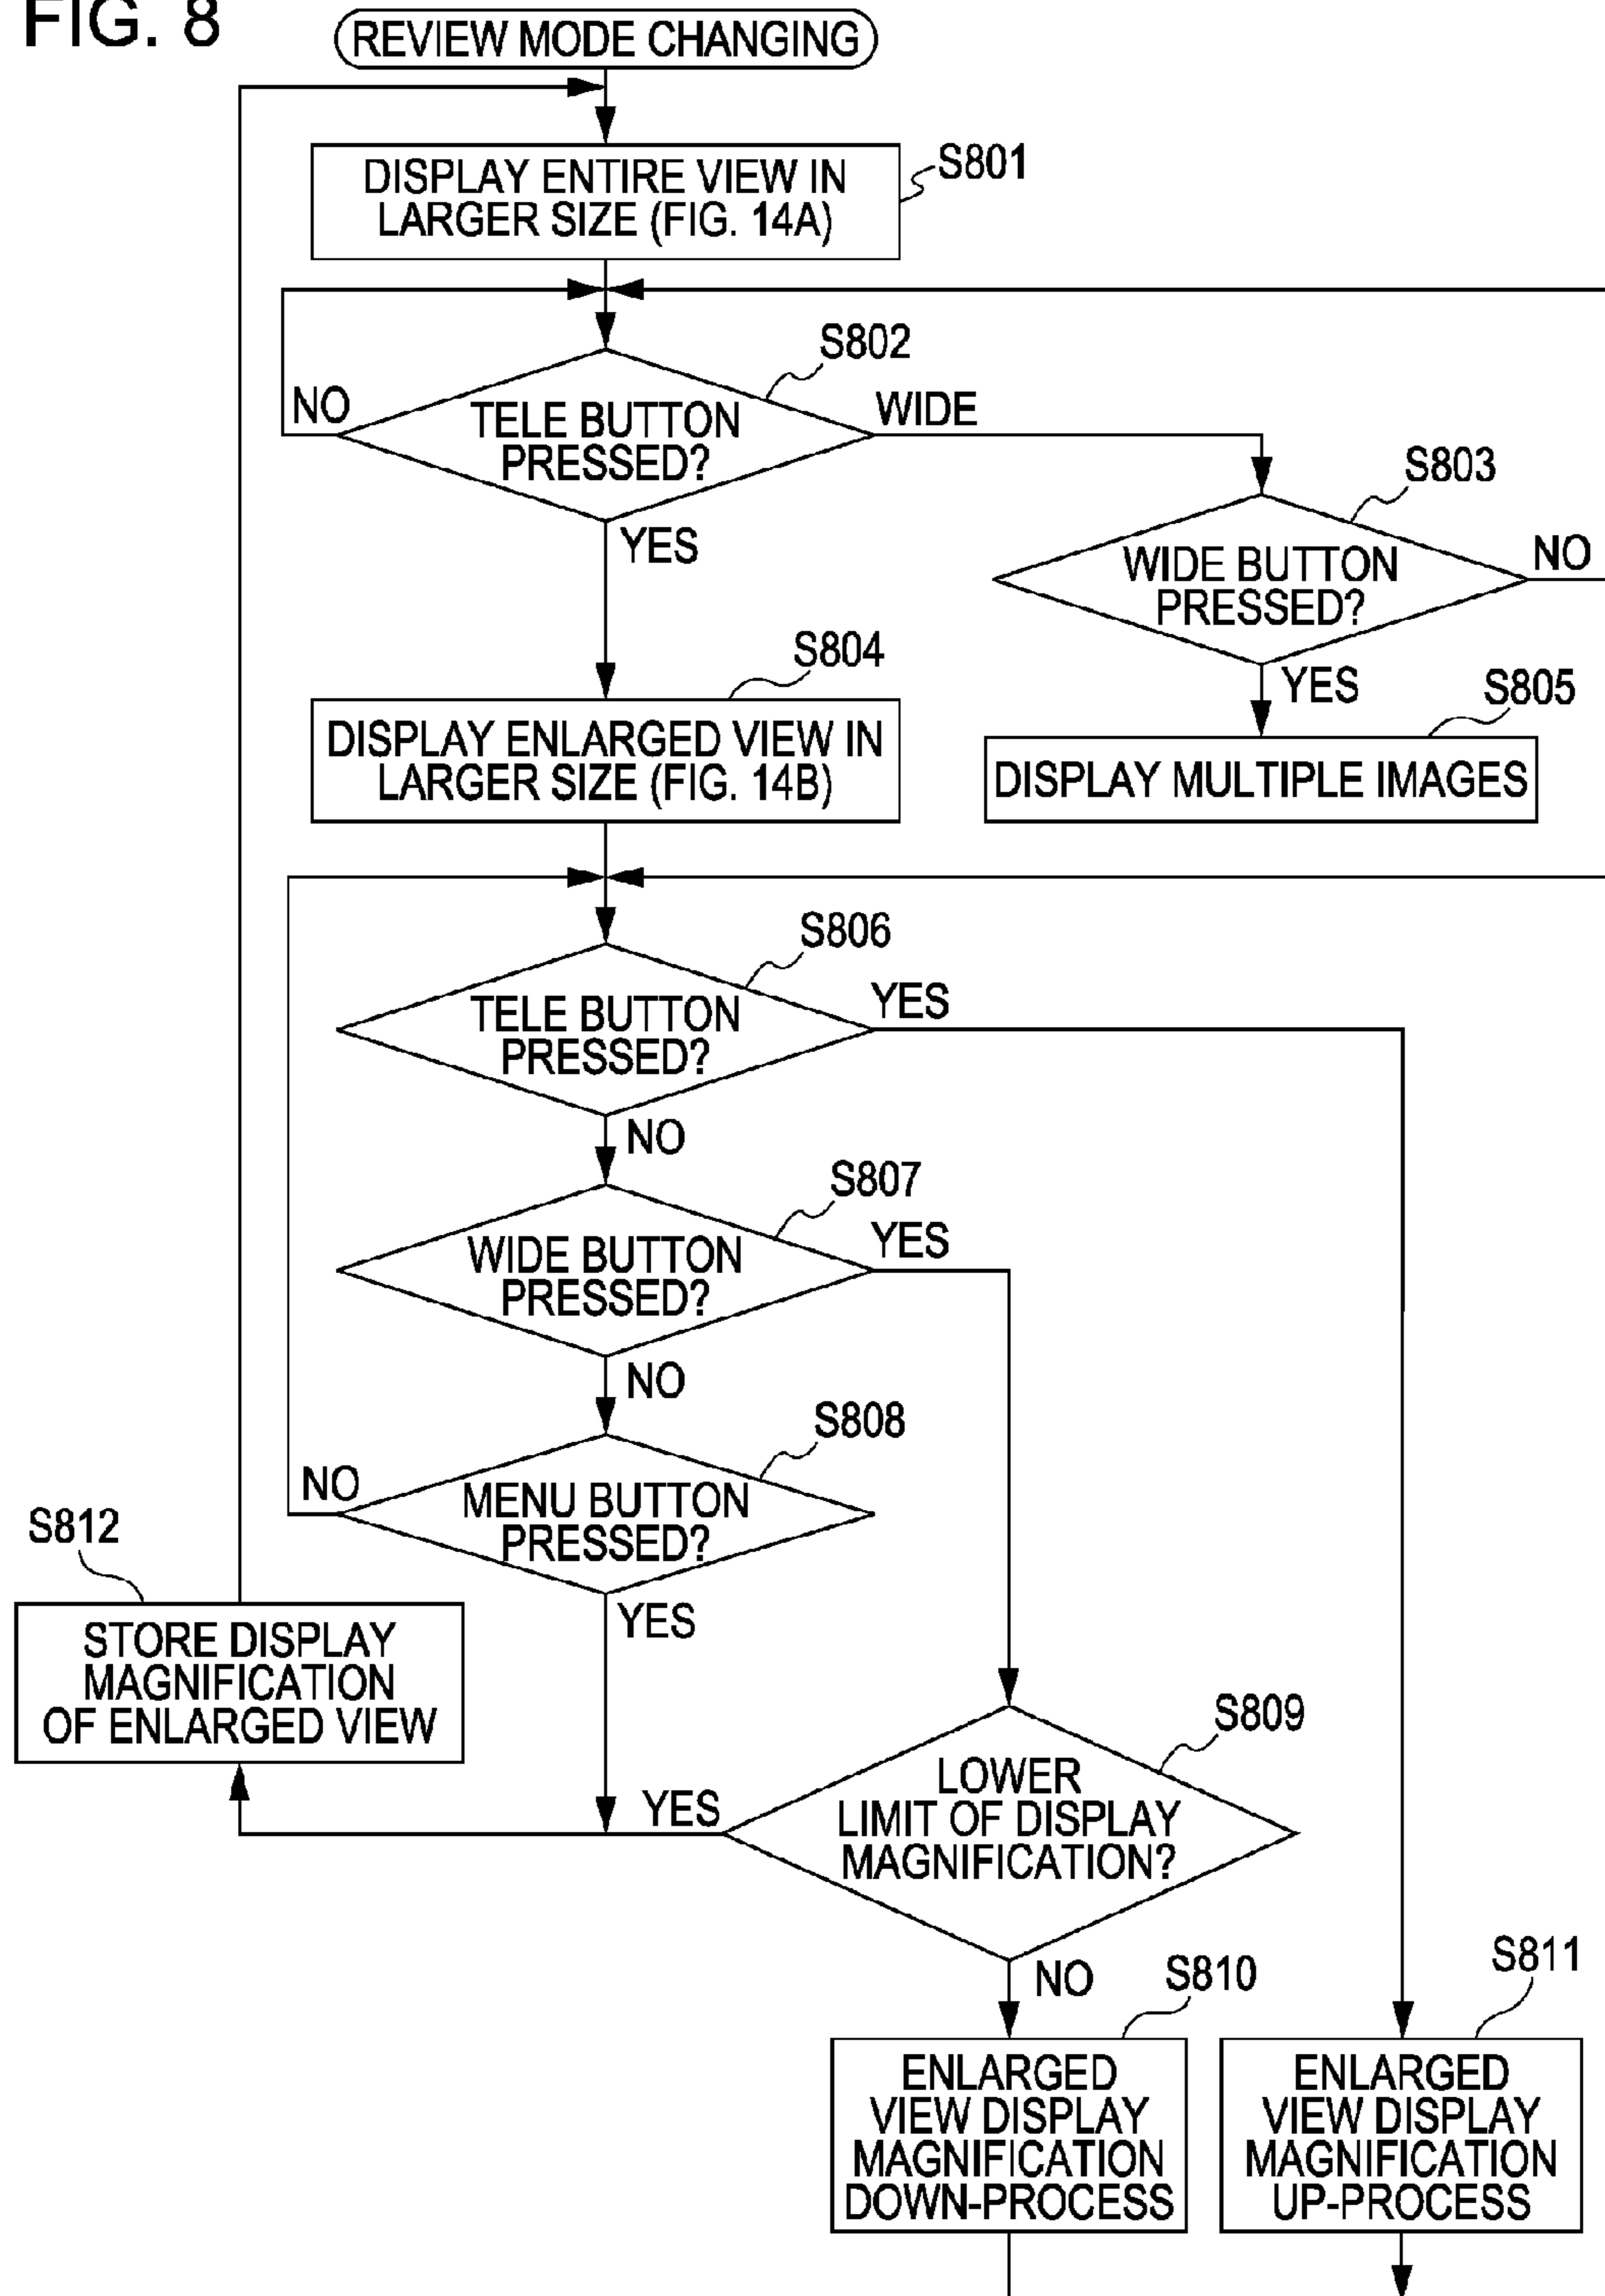 FIG. 8
REVIEW MODE CHANGING
DISPLAY ENTIRE VIEW IN
LARGER SIZE (FIG. 14A)
S801
S802
NO
TELE BUTTON
PRESSED?
WIDE
YES
S803
WIDE BUTTON
PRESSED?
NO
YES
S804
DISPLAY ENLARGED VIEW IN
LARGER SIZE (FIG. 14B)
S805
DISPLAY MULTIPLE IMAGES
S806
TELE BUTTON
PRESSED?
YES
NO
S807
WIDE BUTTON
PRESSED?
YES
NO
S808
NO
MENU BUTTON
PRESSED?
YES
S812
STORE DISPLAY
MAGNIFICATION
OF ENLARGED VIEW
S809
YES
LOWER
LIMIT OF DISPLAY
MAGNIFICATION?
NO
S810
ENLARGED
VIEW DISPLAY
MAGNIFICATION
DOWN-PROCESS
S811
ENLARGED
VIEW DISPLAY
MAGNIFICATION
UP-PROCESS